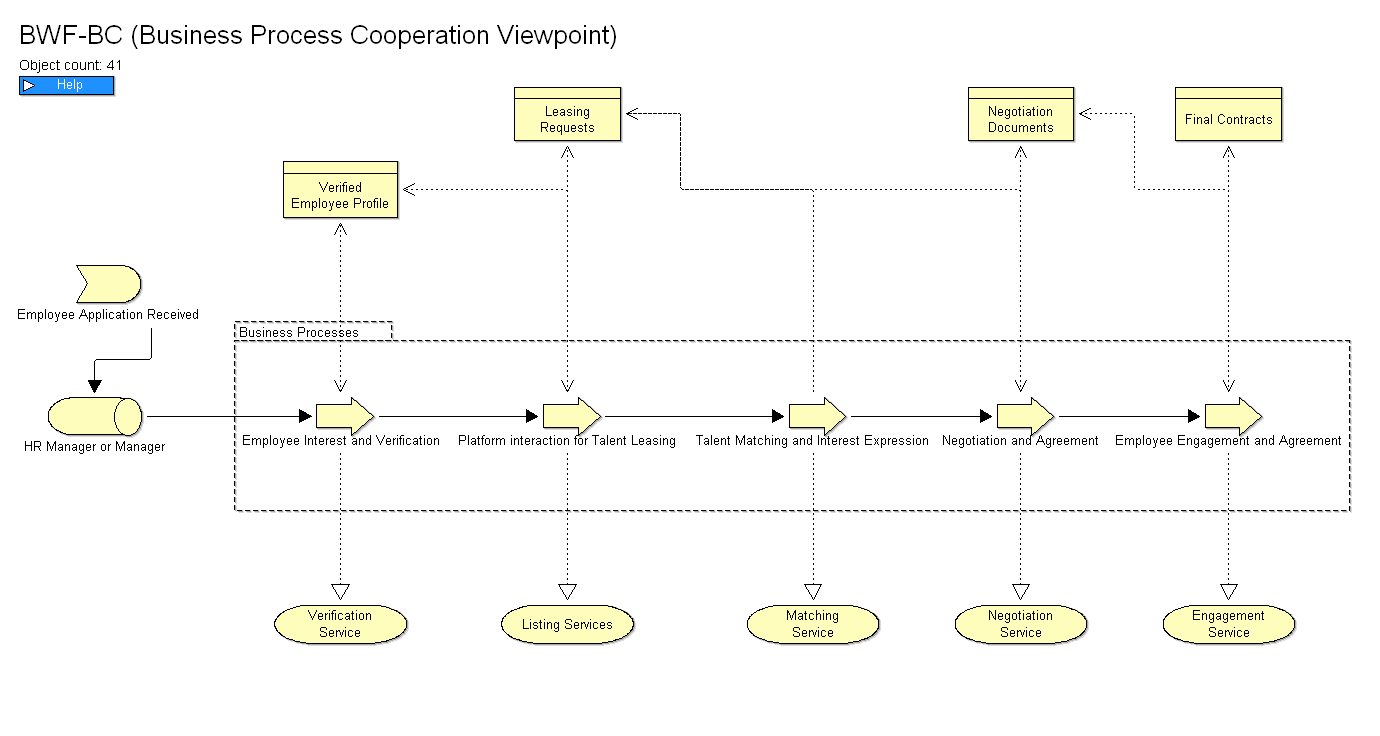 BWF-BC (Business Process Cooperation Viewpoint)
Object count: 41
Help
Leasing
Requests
Negotiation
Documents
Final Contracts
Verified
Employee Profile
Employee Application Received
Business Processes
HR Manager or Manager
Employee Interest and Verification
Platform interaction for Talent Leasing
Talent Matching and Interest Expression
Negotiation and Agreement
Employee Engagement and Agreement
Verification
Service
Listing Services
Matching
Service
Negotiation
Service
Engagement
Service